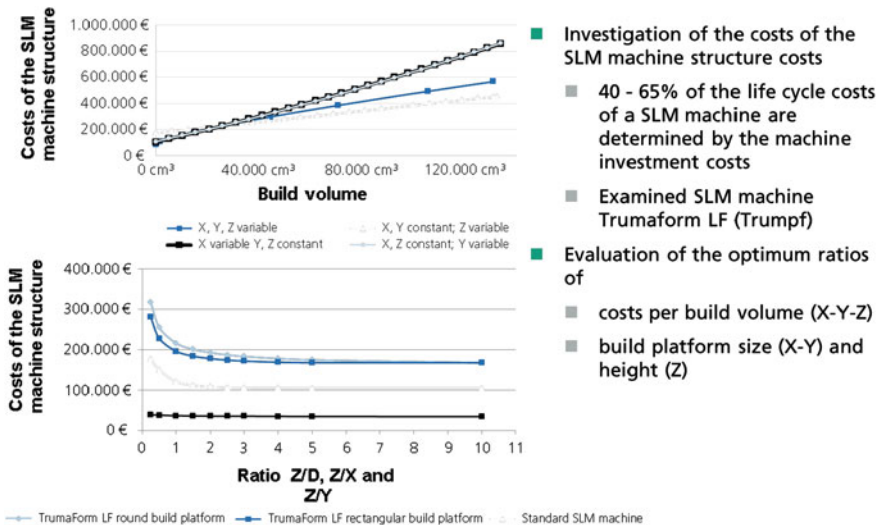 Costs of the SLM
machine structure
1.000.000 €
800.000 €
600.000 €
400.000 €
200.000 €
0 €
0 cm³ 40.000 cm³ 80.000 cm³ 120.000 cm³
Build volume
X, Y, Z variable X, Y constant; Z variable
X variable Y, Z constant X, Z constant; Y variable
Costs of the SLM
machine structure
400.000 €
300.000 €
200.000 €
100.000 €
0 €
0 1 2 3 4 5 6 7 8 9 10 11
Ratio Z/D, Z/X and
Z/Y
TrumaForm LF round build platform TrumaForm LF rectangular build platform Standard SLM machine
Investigation of the costs of the
SLM machine structure costs
40 - 65% of the life cycle costs
of a SLM machine are
determined by the machine
investment costs
Examined SLM machine
Trumaform LF (Trumpf)
Evaluation of the optimum ratios
of
costs per build volume (X-Y-Z)
build platform size (X-Y) and
height (Z)